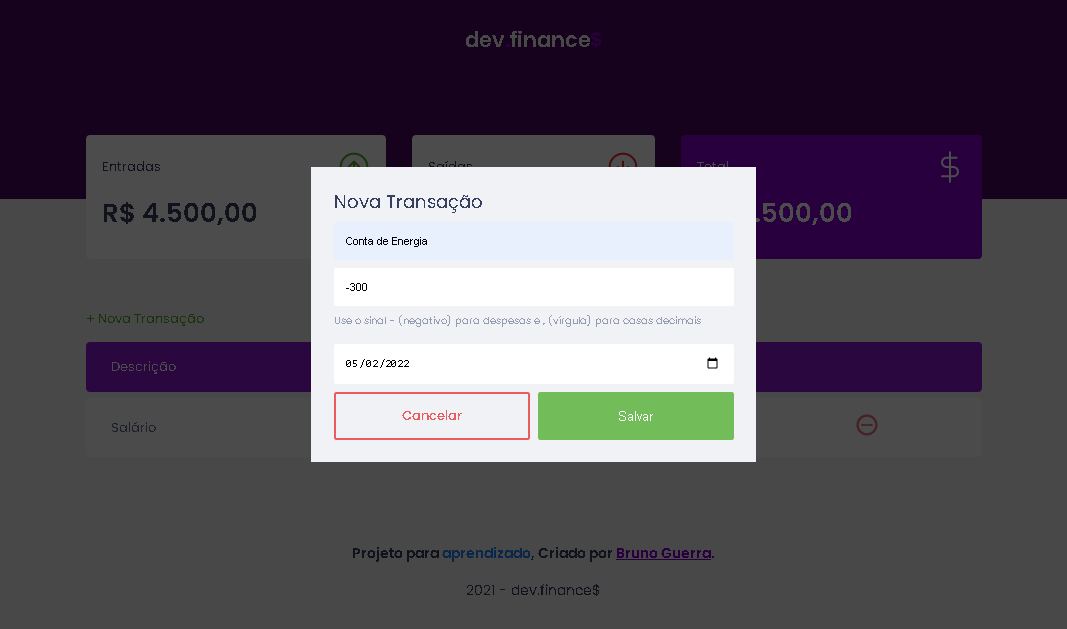 dev.finance$
Entradas
Saídas
Total
R$ 4.500,00
.500,00
Nova Transação
Conta de Energia
-300
Use o sinal - (negativo) para despesas e , (vírgula) para casas decimais
05/02/2022
Cancelar
Salvar
+ Nova Transação
Descrição
Salário
Projeto para aprendizado, Criado por Bruno Guerra.
2021 - dev.finance$